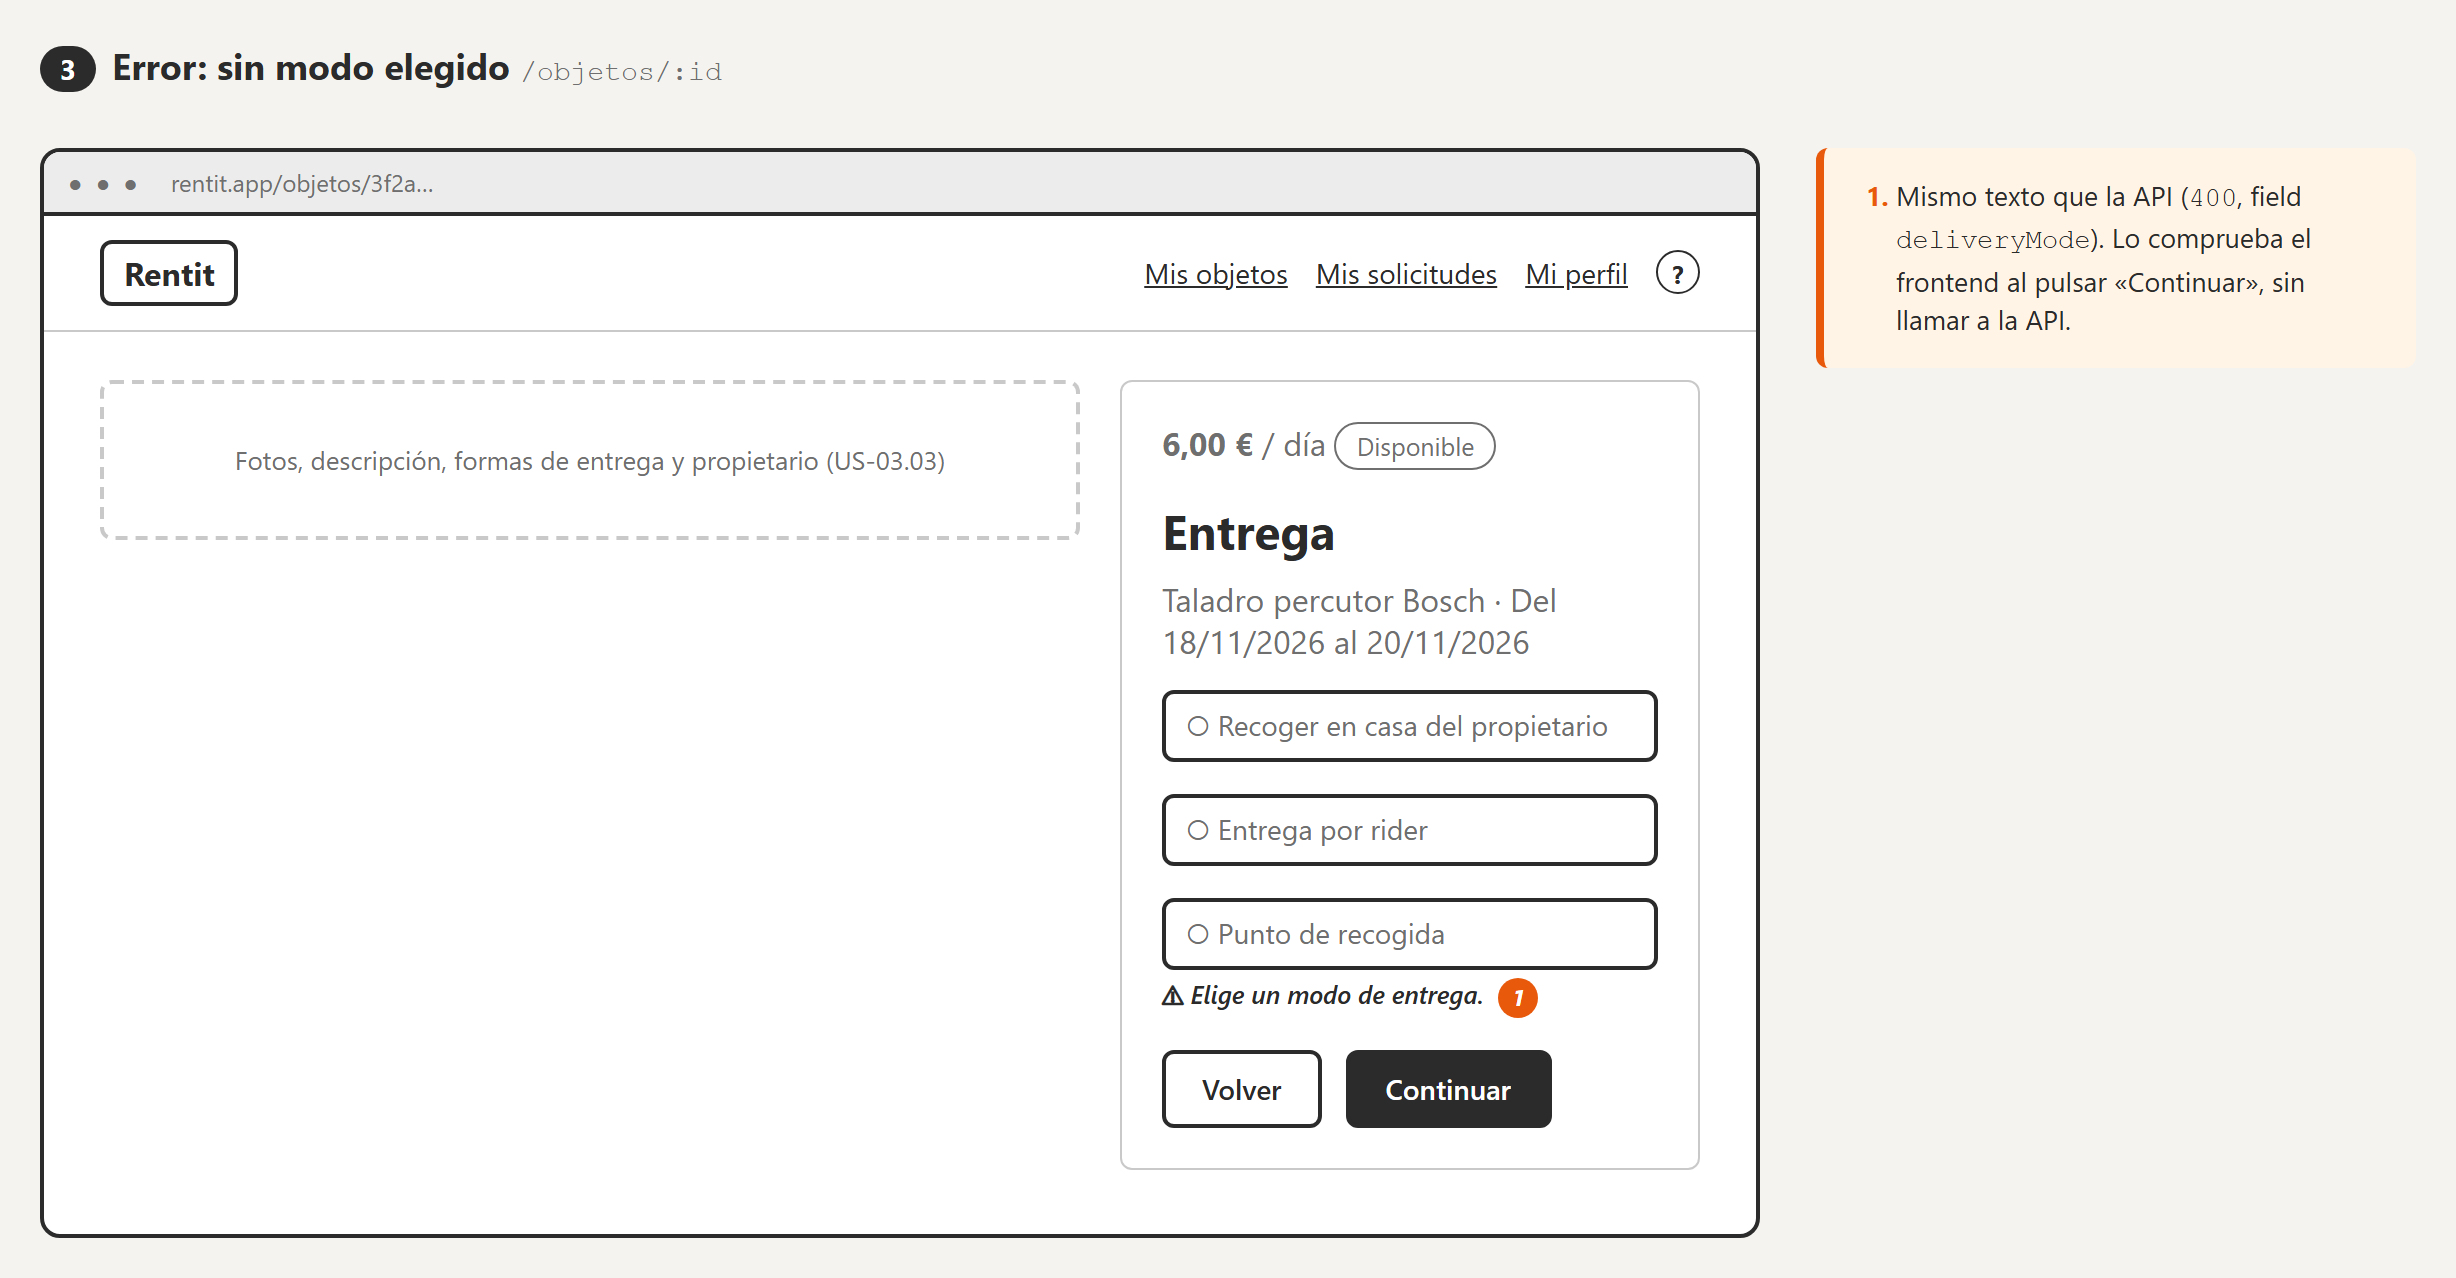 3 Error: sin modo elegido /objetos/:id
rentit.app/objetos/3f2a...
Rentit
Mis objetos Mis solicitudes Mi perfil ?
Fotos, descripción, formas de entrega y propietario (US-03.03)
6,00 € / día Disponible
Entrega
Taladro percutor Bosch · Del
18/11/2026 al 20/11/2026
Recoger en casa del propietario
Entrega por rider
Punto de recogida
⚠ Elige un modo de entrega. 1
Volver Continuar
1. Mismo texto que la API (400, field
deliveryMode). Lo comprueba el
frontend al pulsar «Continuar», sin
llamar a la API.